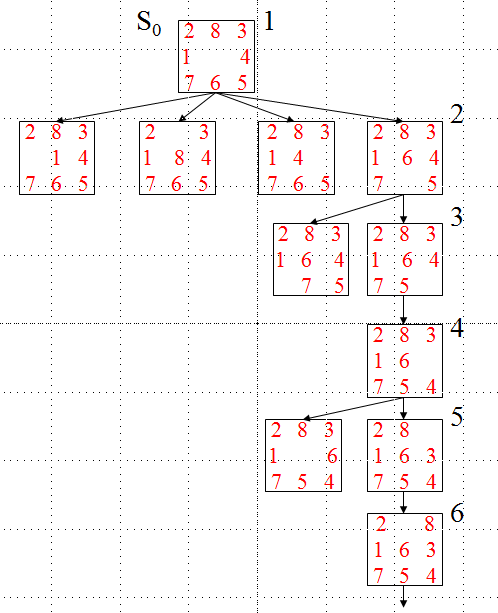 S₀ 2 8 3 1
1 4
7 6 5
2
2 8 3 2 3 2 8 3 2 8 3
1 4 1 8 4 1 4 1 6 4
7 6 5 7 6 5 7 6 5 7 5
3
2 8 3 2 8 3
1 6 4 1 6 4
7 5 7 5
2 8 3 4
1 6
7 5 4
5
2 8 3 2 8
1 6 1 6 3
7 5 4 7 5 4
6
2 8
1 6 3
7 5 4